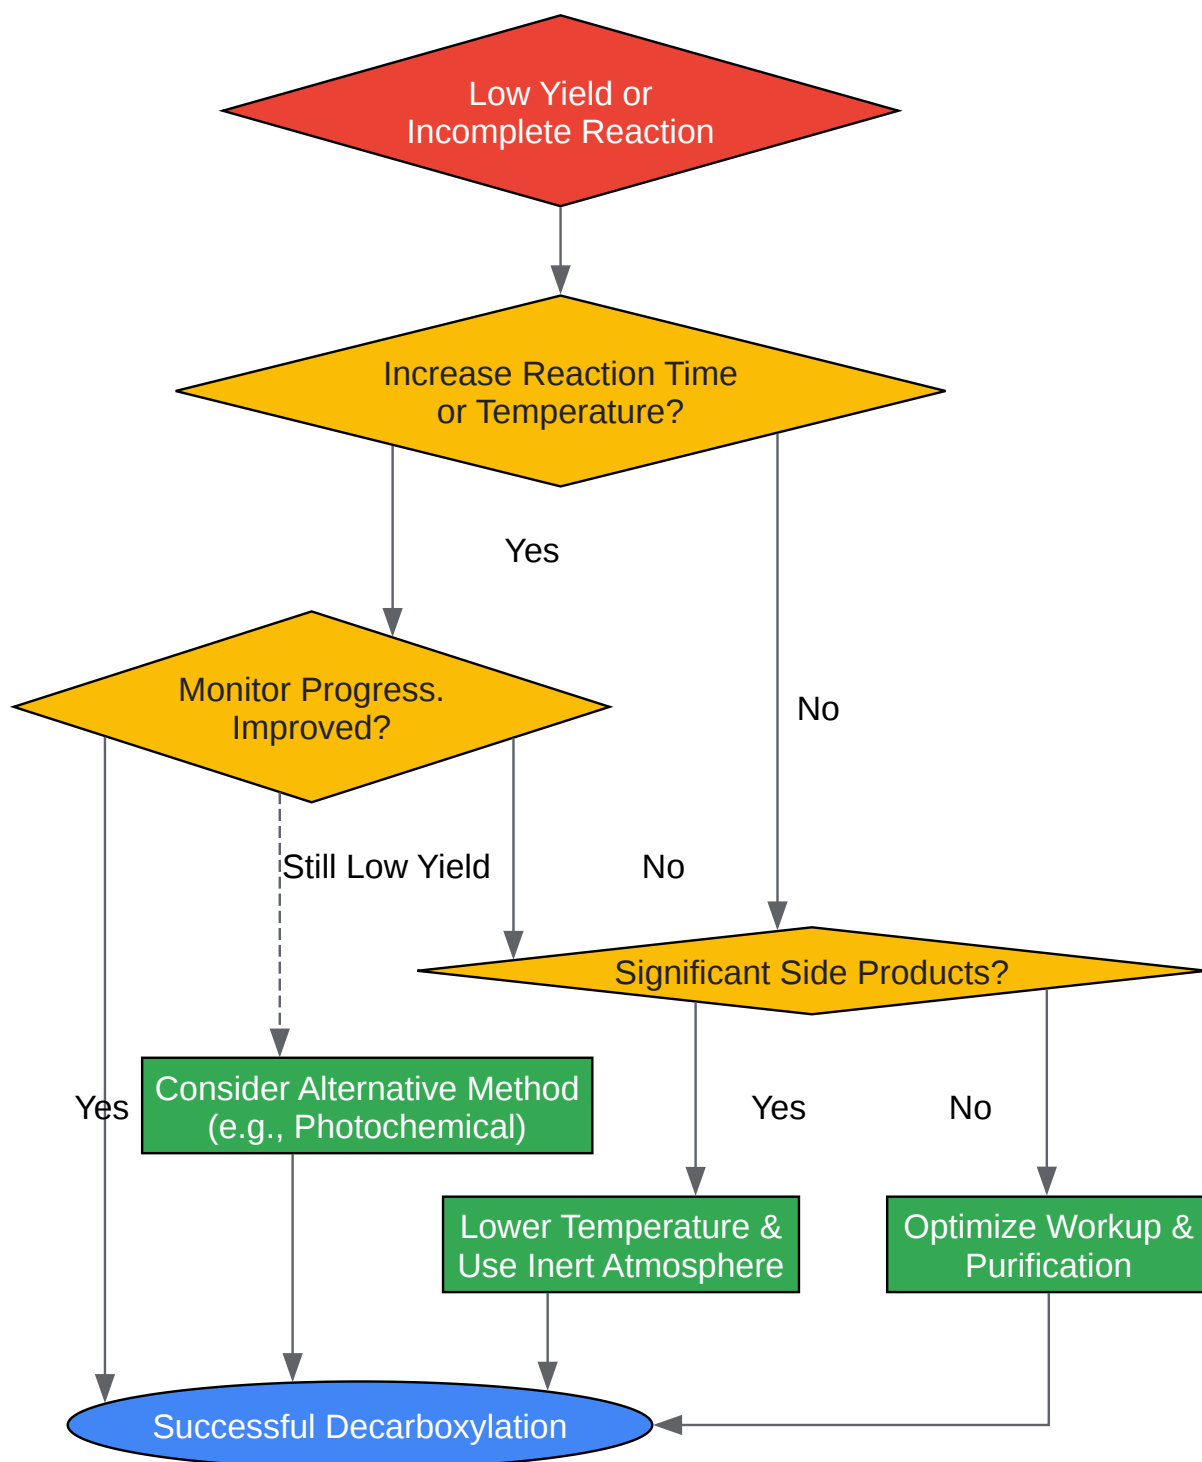 Low Yield or
Incomplete Reaction
Increase Reaction Time
or Temperature?
Yes
Monitor Progress.
Improved?
No
Still Low Yield
No
Significant Side Products?
Consider Alternative Method
(e.g., Photochemical)
Yes
Yes
No
Lower Temperature &
Use Inert Atmosphere
Optimize Workup &
Purification
Successful Decarboxylation